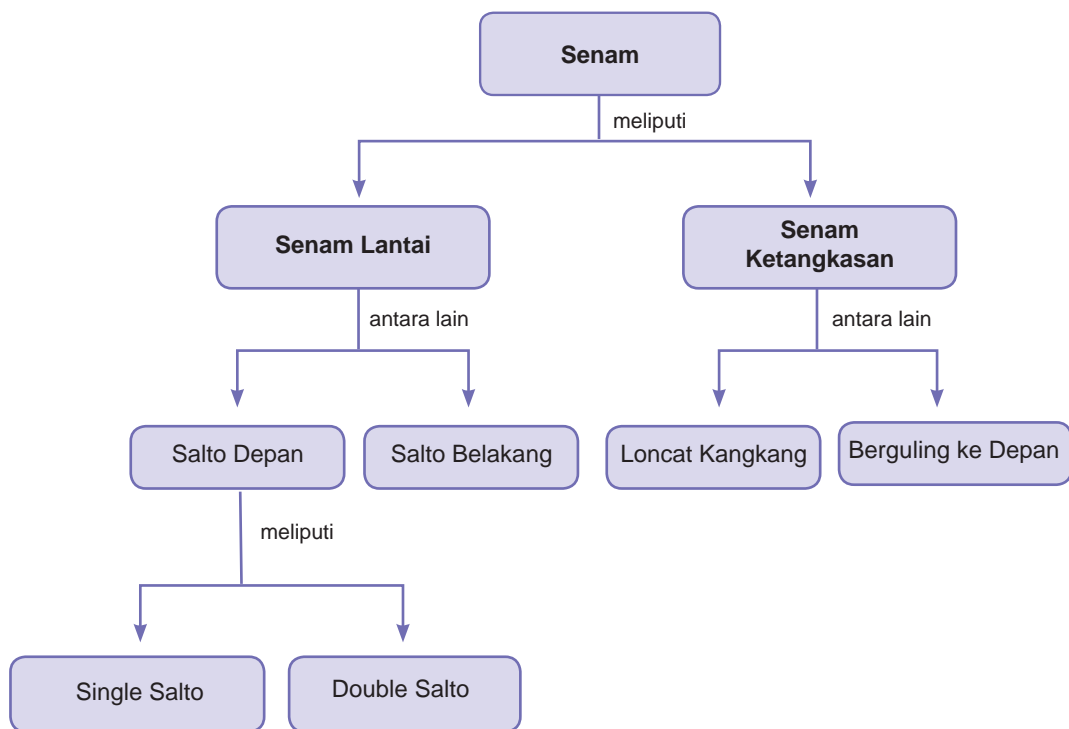 Senam
meliputi
Senam Lantai
Senam
Ketangkasan
antara lain
antara lain
Salto Depan
Salto Belakang
Loncat Kangkang
Berguling ke Depan
meliputi
Single Salto
Double Salto